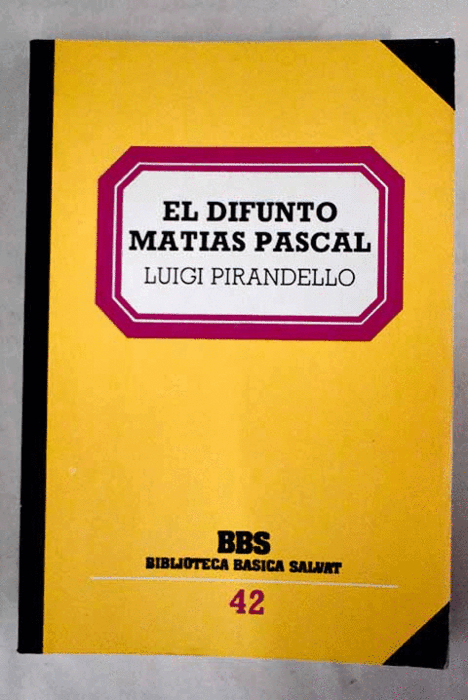 EL DIFUNTO
MATIAS PASCAL
LUIGI PIRANDELLO
BBS
BIBLIOTECA BASICA SALVAT
42